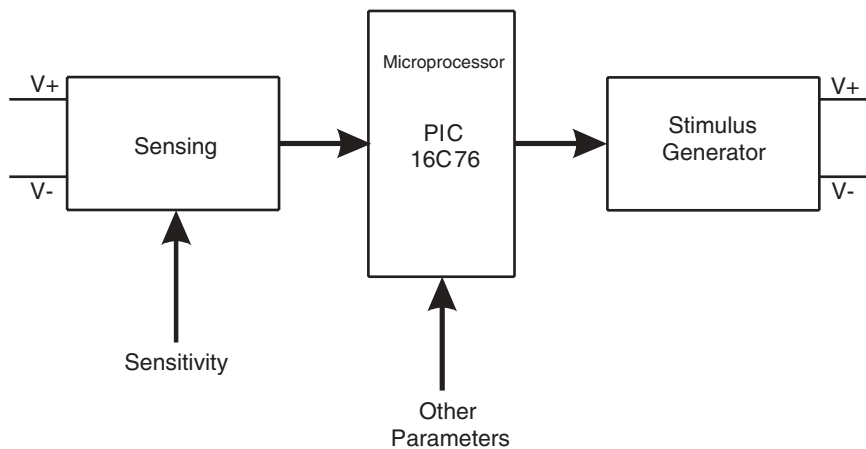 V+
V-
Sensing
Sensitivity
Microprocessor
PIC
16C76
Other
Parameters
Stimulus
Generator
V+
V-